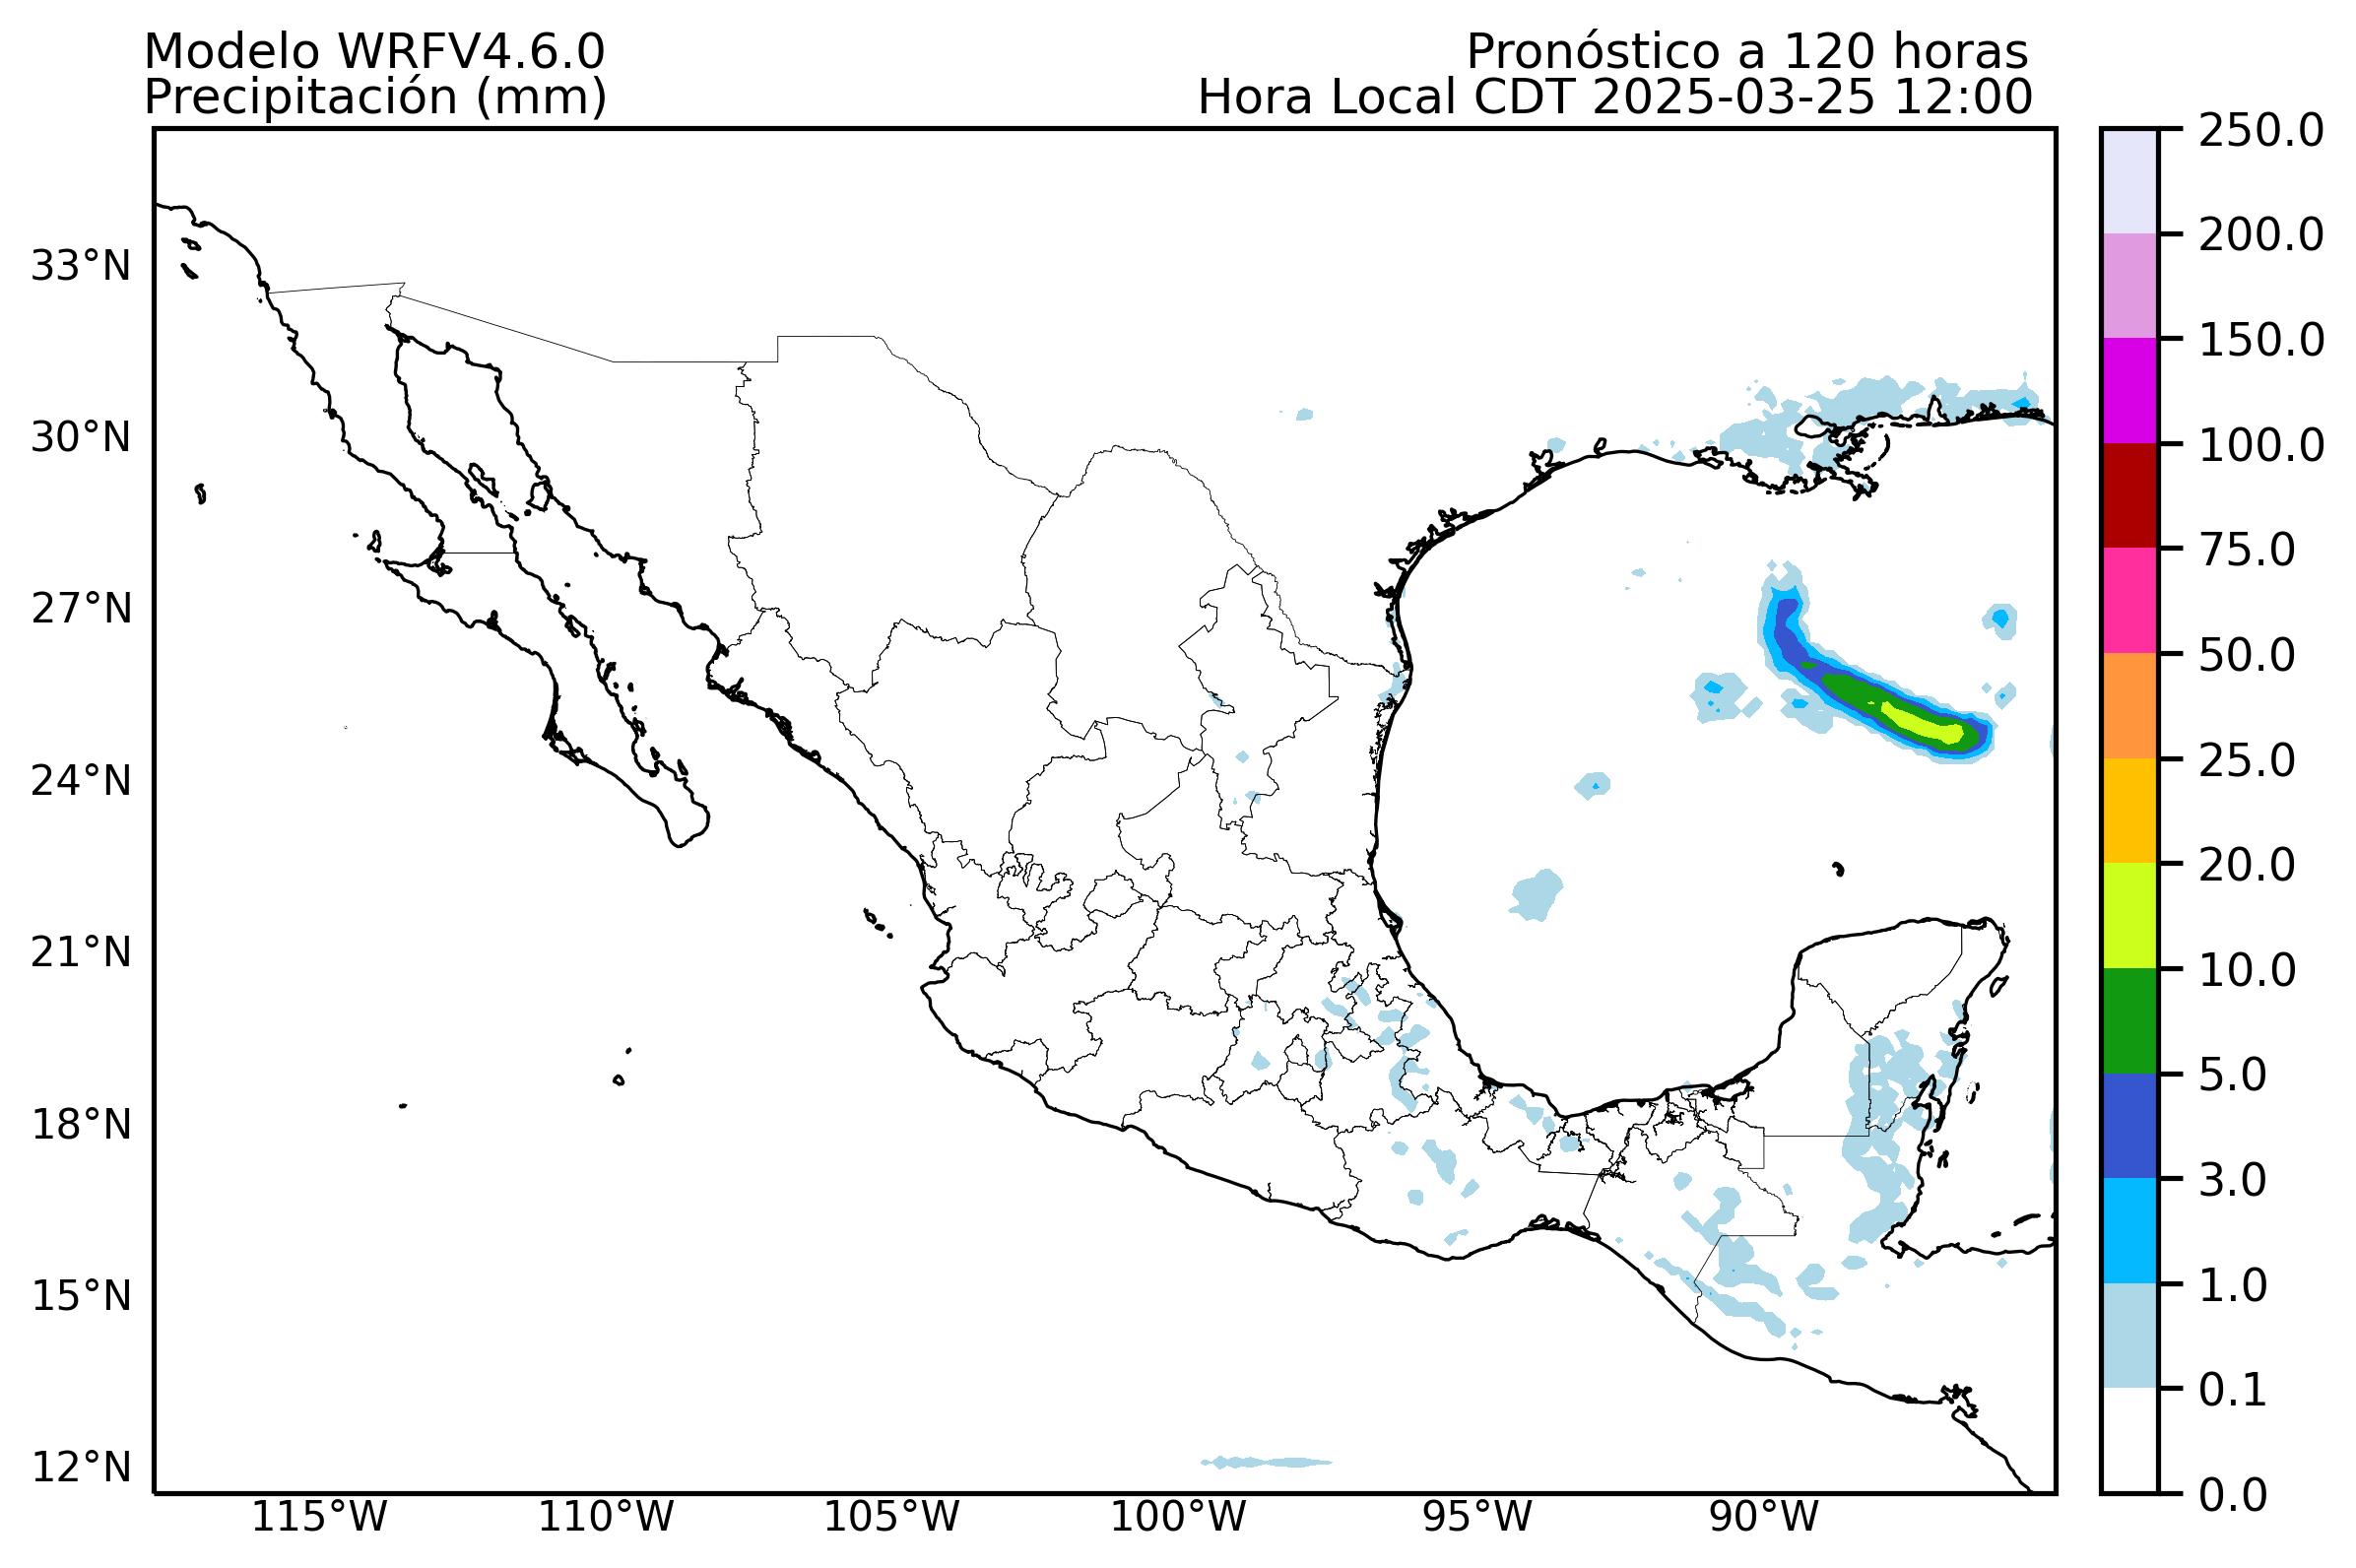 Modelo WRFV4.6.0
Precipitación (mm)
Pronóstico a 120 horas
Hora Local CDT 2025-03-25 12:00
33°N
30°N
27°N
24°N
21°N
18°N
15°N
12°N
115°W
110°W
105°W
100°W
95°W
90°W
250.0
200.0
150.0
100.0
75.0
50.0
25.0
20.0
10.0
5.0
3.0
1.0
0.1
0.0